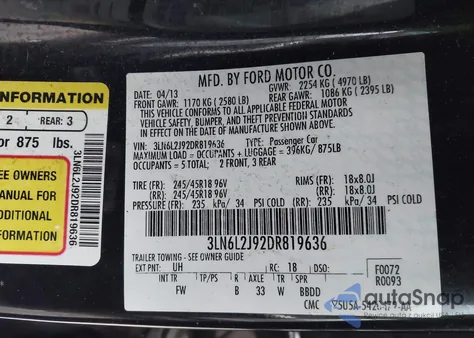 INFORMATION
2 REAR: 3
or 875 lbs.
SEE OWNERS
MANUAL FOR
ADDITIONAL
INFORMATION
3LN6L2J92DR819636
MFD. BY FORD MOTOR CO.
04/13 GVWR: 2254 KG ( 4970 LB)
FRONT GAWR: 1170 KG ( 2580 LB) REAR GAWR: 1086 KG ( 2395 LB)
THIS VEHICLE CONFORMS TO ALL APPLICABLE FEDERAL MOTOR
VEHICLE SAFETY, BUMPER, AND THEFT PREVENTION STANDARDS
IN EFFECT ON THE DATE OF MANUFACTURE SHOWN ABOVE.
VIN: 3LN6L2J92DR819636 TYPE: Passenger Car
MAXIMUM LOAD = OCCUPANTS + LUGGAGE = 396KG/ 875LB
OCCUPANTS = 5 TOTAL; 2 FRONT, 3 REAR
TIRE (FR): 245/45R18 96V RIMS (FR): 18x8.0J
(RR): 245/45R18 96V (RR): 18x8.0J
PRESSURE (FR): 235 kPa/ 34 PSI COLD (RR): 235 kPa/ 34 PSI COLD
3LN6L2J92DR819636
TRAILER TOWING - SEE OWNER GUIDE
EXT PNT: UH RC: 18 DSO: F0072
INT TR TP/PS R AXLE TR SPR R0093
FW B 33 W BBDD
CMC
autoSnap